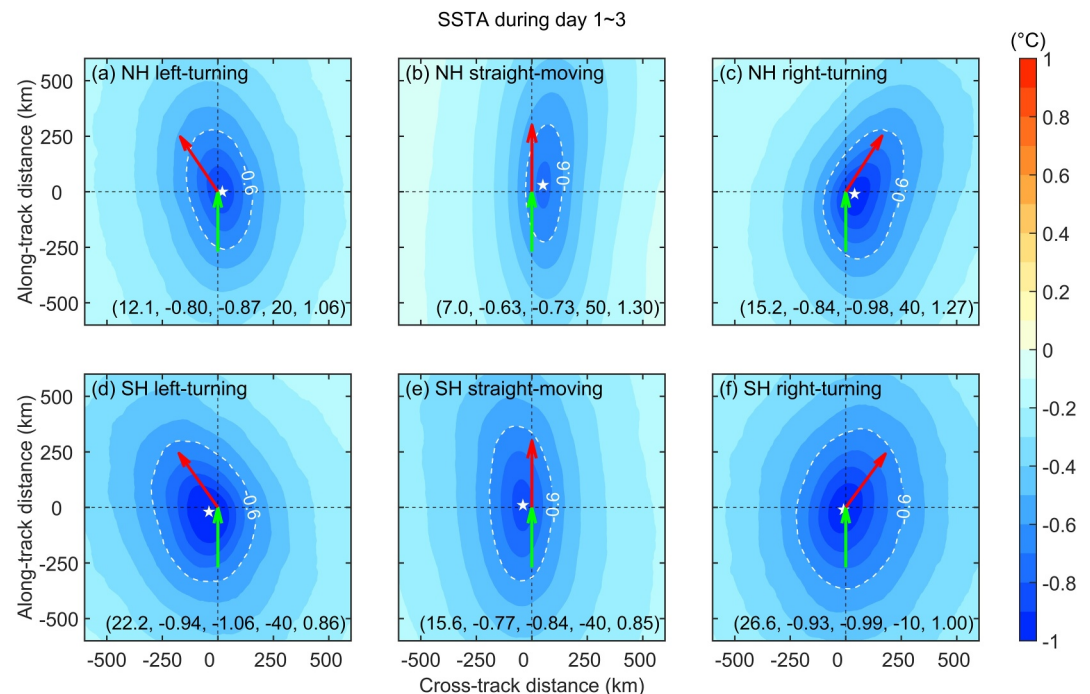 SSTA during day 1~3
(°C)
(a) NH left-turning
(b) NH straight-moving
(c) NH right-turning
Along-track distance (km)
500
250
0
-250
-500
-0.6
-0.6
-0.6
(12.1, -0.80, -0.87, 20, 1.06)
(7.0, -0.63, -0.73, 50, 1.30)
(15.2, -0.84, -0.98, 40, 1.27)
(d) SH left-turning
(e) SH straight-moving
(f) SH right-turning
Along-track distance (km)
500
250
0
-250
-500
-0.6
-0.6
-0.6
(22.2, -0.94, -1.06, -40, 0.86)
(15.6, -0.77, -0.84, -40, 0.85)
(26.6, -0.93, -0.99, -10, 1.00)
-500 -250 0 250 500
-500 -250 0 250 500
-500 -250 0 250 500
Cross-track distance (km)
1
0.8
0.6
0.4
0.2
0
-0.2
-0.4
-0.6
-0.8
-1